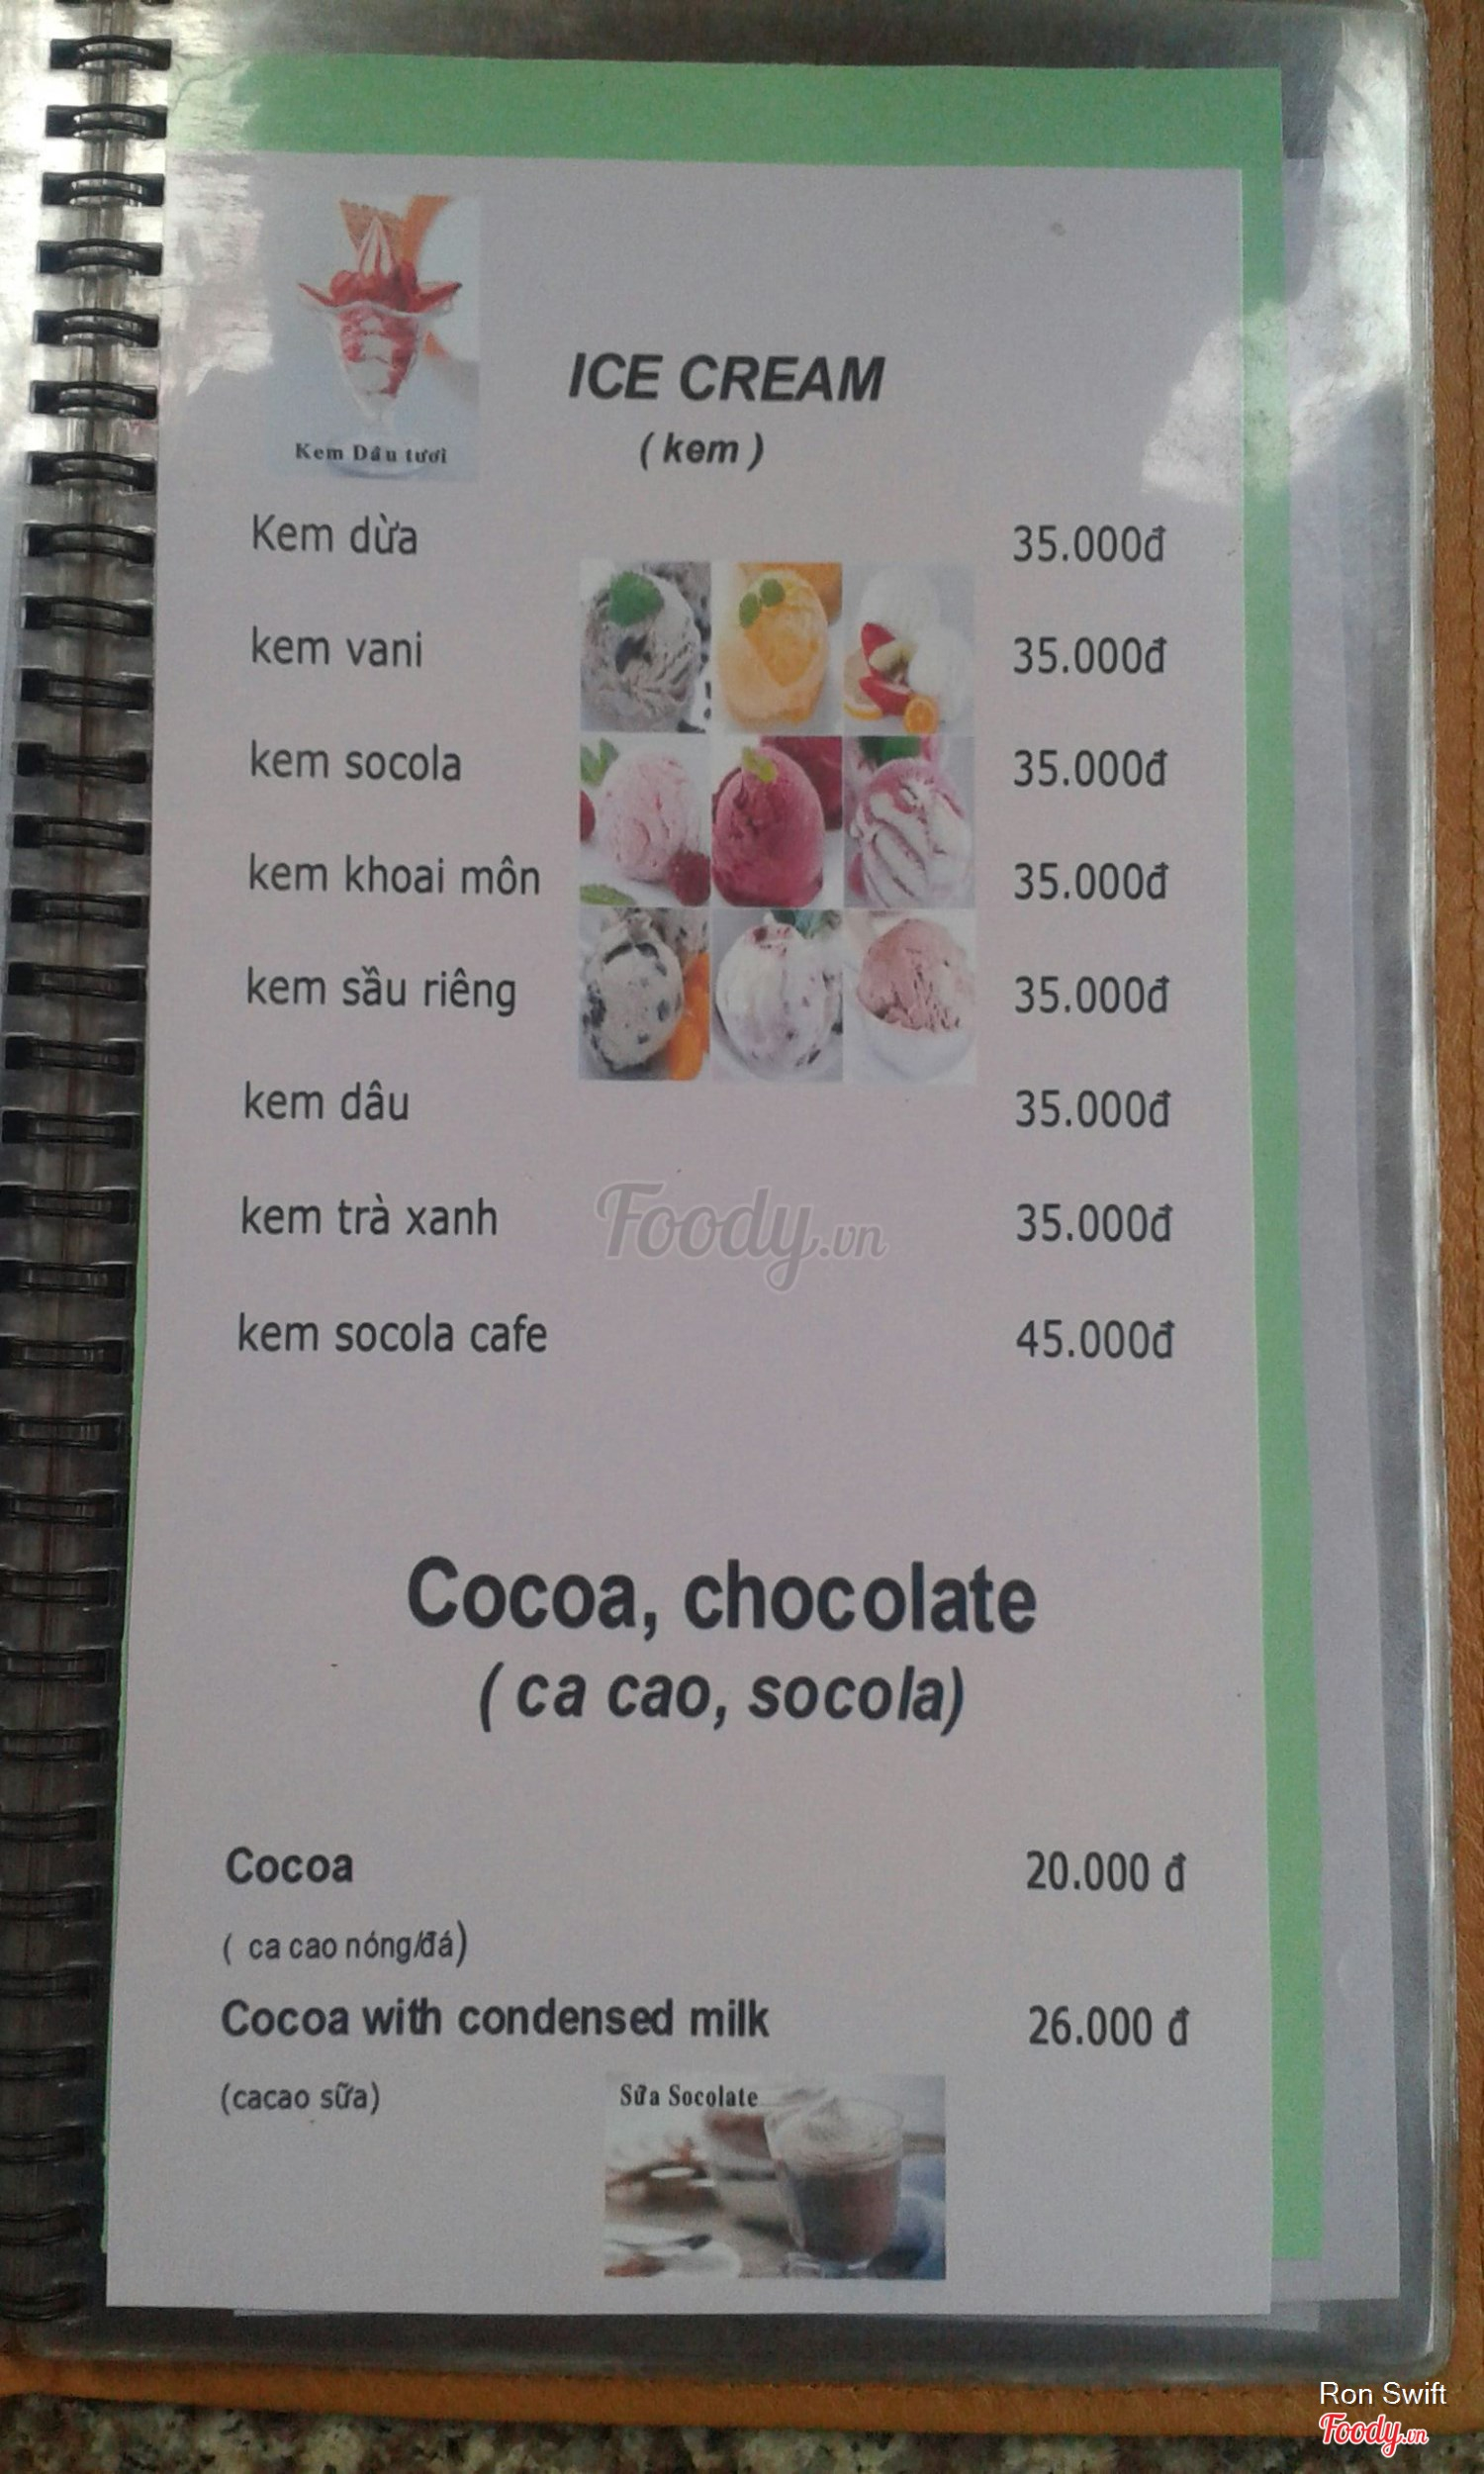 Kem Dâu tươi
ICE CREAM
( kem )
Kem dừa 35.000đ
kem vani 35.000đ
kem socola 35.000đ
kem khoai môn 35.000đ
kem sầu riêng 35.000đ
kem dâu 35.000đ
kem trà xanh 35.000đ
Foody.vn
kem socola cafe 45.000đ
Cocoa, chocolate
( ca cao, socola)
Cocoa 20.000 đ
( ca cao nóng/đá)
Cocoa with condensed milk 26.000 đ
(cacao sữa)
Sữa Socolate
Ron Swift
Foody.vn